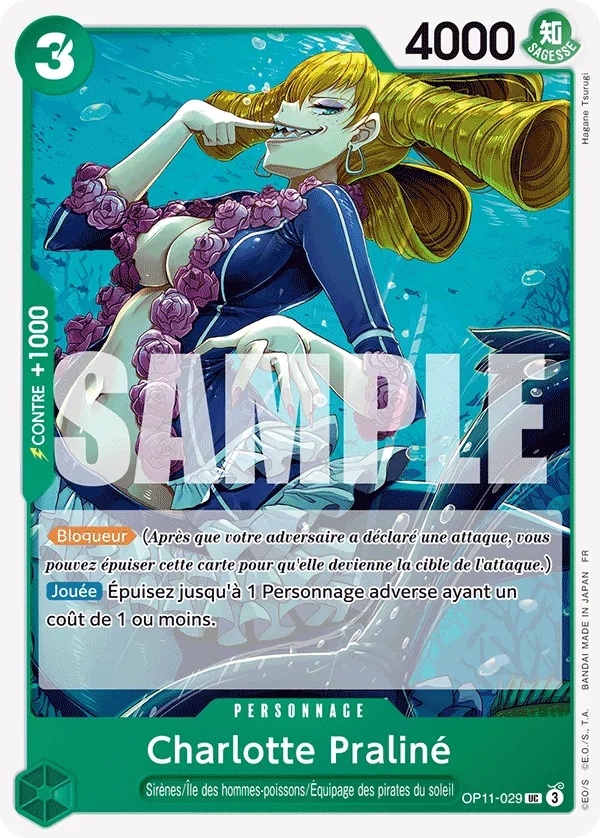 3
4000
知
SAGESSE
Hagane Tsurugi
CONTRE +1000
SAMPLE
Bloqueur (Après que votre adversaire a déclaré une attaque, vous
pouvez épuiser cette carte pour qu'elle devienne la cible de l'attaque.)
Jouée Épuisez jusqu'à 1 Personnage adverse ayant un
coût de 1 ou moins.
©EO/S ©E.O./S., T.A. BANDAI MADE IN JAPAN FR
PERSONNAGE
Charlotte Praliné
Sirènes/Île des hommes-poissons/Équipage des pirates du soleil
OP11-029 UC 3